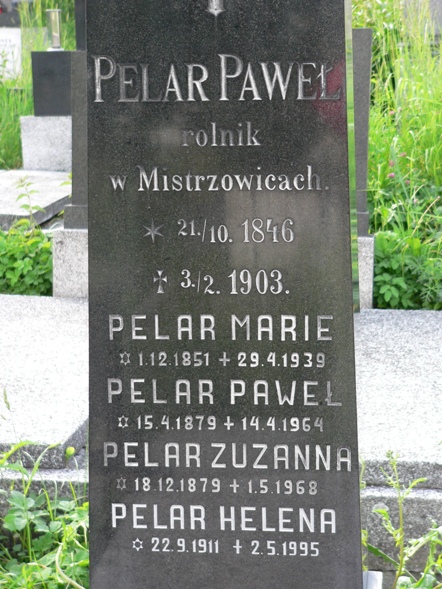 PELAR PAWEŁ
rolnik
w Mistrzowicach.
* 21./10. 1846
✝ 3./2. 1903.
PELAR MARIE
✡ 1.12.1851 + 29.4.1939
PELAR PAWEŁ
✡ 15.4.1879 + 14.4.1964
PELAR ZUZANNA
✡ 18.12.1879 + 1.5.1968
PELAR HELENA
✡ 22.9.1911 + 2.5.1995